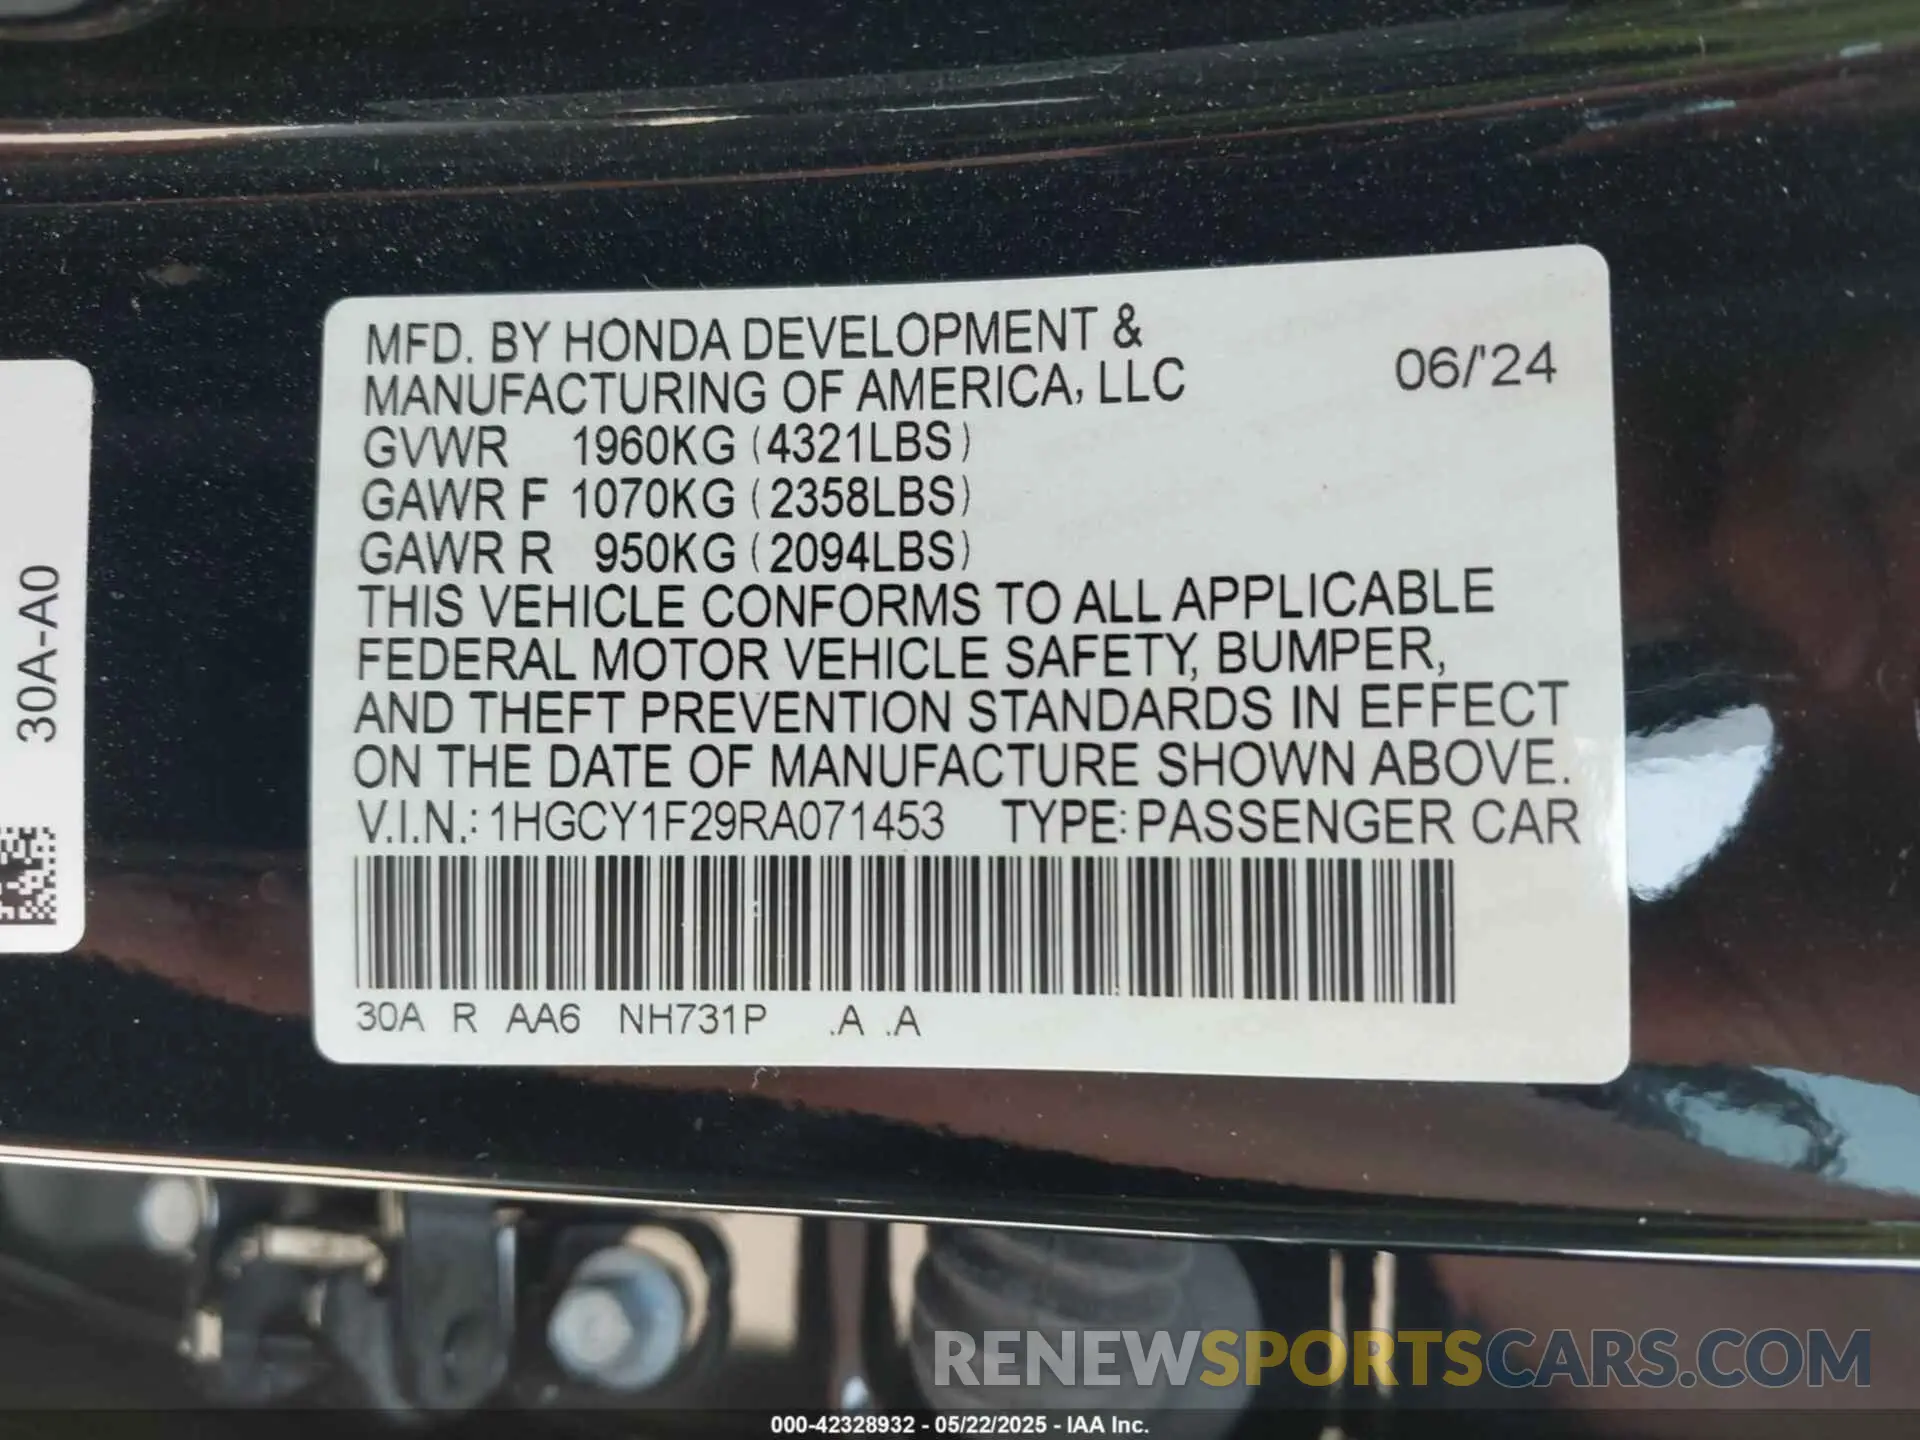 MFD. BY HONDA DEVELOPMENT &
MANUFACTURING OF AMERICA, LLC
06/'24
GVWR 1960KG (4321LBS)
GAWR F 1070KG (2358LBS)
GAWR R 950KG (2094LBS)
THIS VEHICLE CONFORMS TO ALL APPLICABLE
FEDERAL MOTOR VEHICLE SAFETY, BUMPER,
AND THEFT PREVENTION STANDARDS IN EFFECT
ON THE DATE OF MANUFACTURE SHOWN ABOVE.
V.I.N.: 1HGCY1F29RA071453 TYPE: PASSENGER CAR
30A R AA6 NH731P .A .A
30A-A0
RENEWSPORTSCARS.COM
000-42328932 - 05/22/2025 - IAA Inc.